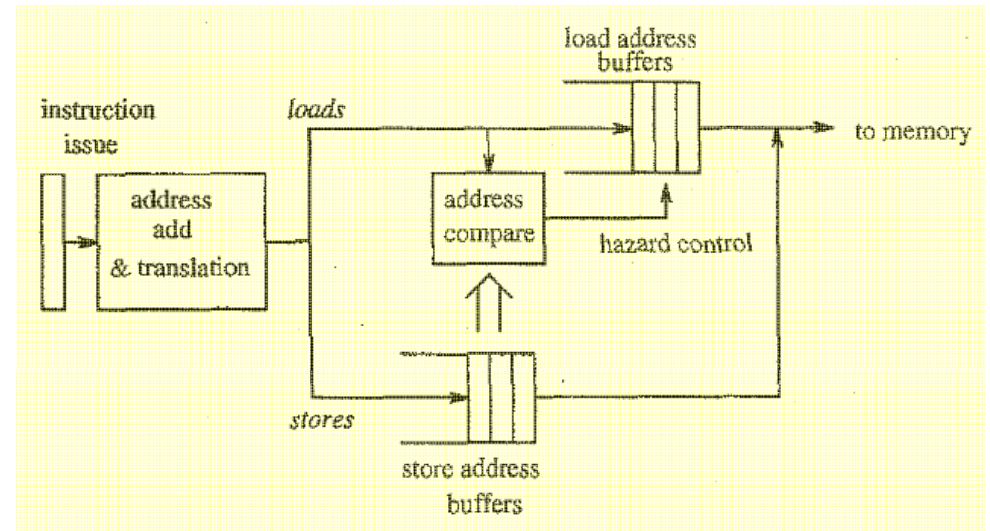 instruction
issue
address
add
& translation
loads
stores
address
compare
load address
buffers
hazard control
to memory
store address
buffers